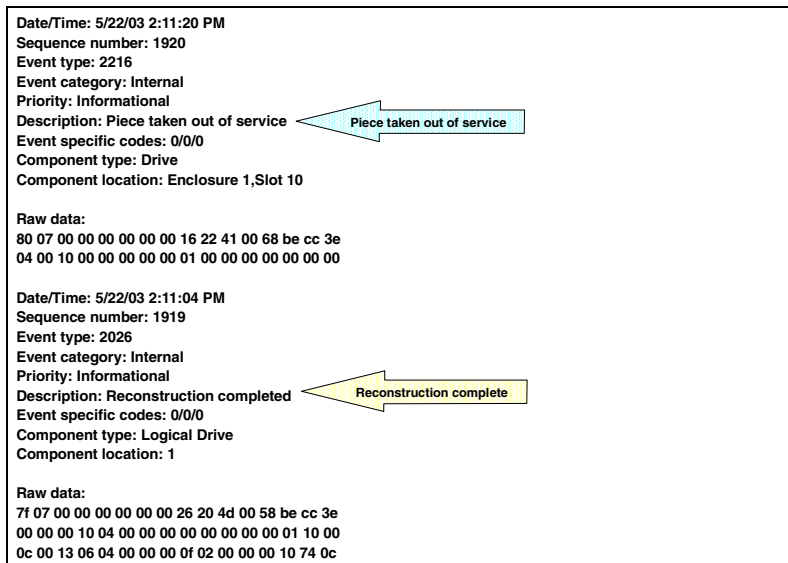 Date/Time: 5/22/03 2:11:20 PM
Sequence number: 1920
Event type: 2216
Event category: Internal
Priority: Informational
Description: Piece taken out of service
Piece taken out of service
Event specific codes: 0/0/0
Component type: Drive
Component location: Enclosure 1,Slot 10
Raw data:
80 07 00 00 00 00 00 00 16 22 41 00 68 be cc 3e
04 00 10 00 00 00 00 00 01 00 00 00 00 00 00 00
Date/Time: 5/22/03 2:11:04 PM
Sequence number: 1919
Event type: 2026
Event category: Internal
Priority: Informational
Description: Reconstruction completed
Reconstruction complete
Event specific codes: 0/0/0
Component type: Logical Drive
Component location: 1
Raw data:
7f 07 00 00 00 00 00 00 26 20 4d 00 58 be cc 3e
00 00 00 10 04 00 00 00 00 00 00 00 00 01 10 00
0c 00 13 06 04 00 00 00 0f 02 00 00 00 10 74 0c